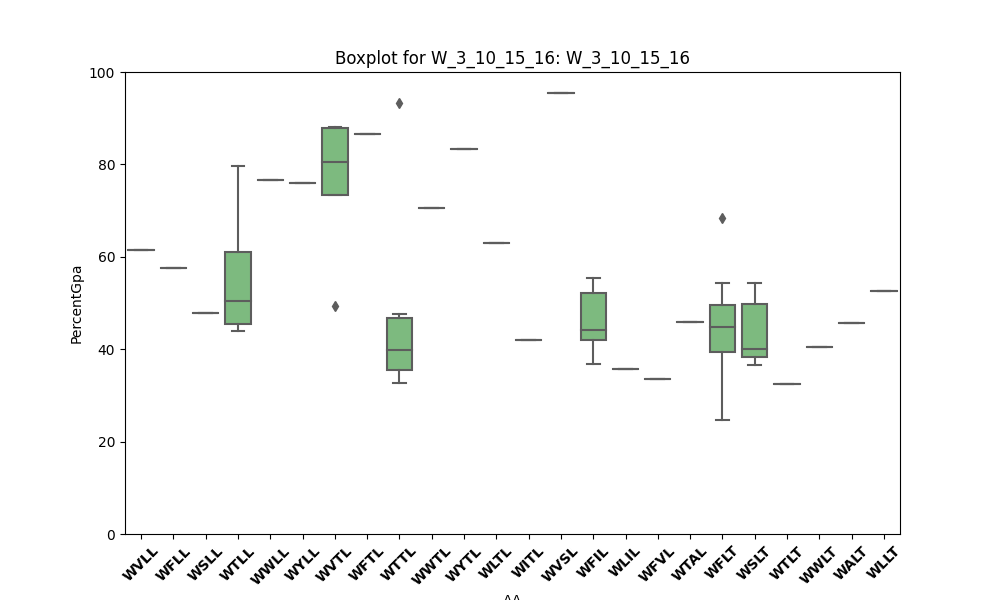 Boxplot for W_3_10_15_16: W_3_10_15_16
100
80
60
40
20
0
PercentGpa
WVLL WFLL WSLL WTLL WWLL WYLL WVTL WFTL WTTL WWTL WYTL WLTL WITL WVSL WFIL WLIL WFVL WTAL WFLT WSLT WTLT WWLT WALT WLLT
AA